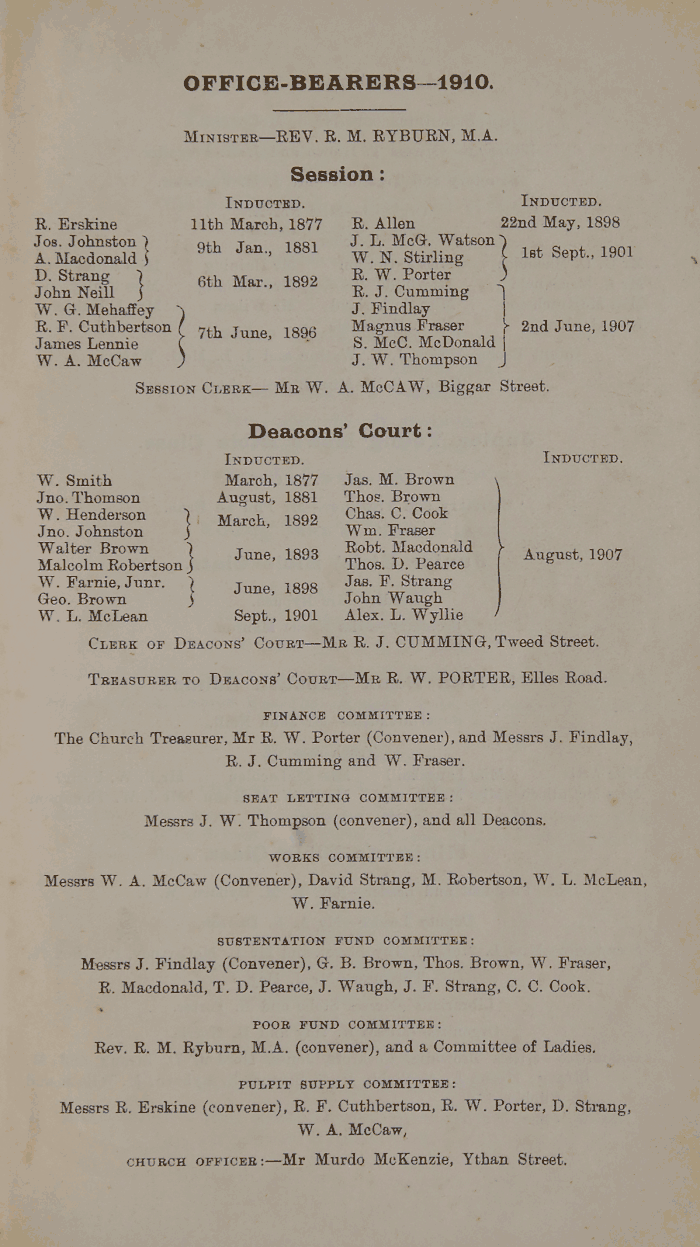 OFFICE-BEARERS—1910.
MINISTER—REV. R. M. RYBURN, M.A.
Session:
INDUCTED. INDUCTED.
R. Erskine 11th March, 1877 R. Allen 22nd May, 1898
Jos. Johnston } 9th Jan., 1881 J. L. McG. Watson }
A. Macdonald } W. N. Stirling } 1st Sept., 1901
D. Strang } 6th Mar., 1892 R. W. Porter }
John Neill } R. J. Cumming }
W. G. Mehaffey } J. Findlay }
R. F. Cuthbertson } 7th June, 1896 Magnus Fraser } 2nd June, 1907
James Lennie } S. McC. McDonald }
W. A. McCaw } J. W. Thompson }
SESSION CLERK— MR W. A. McCAW, Biggar Street.
Deacons' Court:
INDUCTED. INDUCTED.
W. Smith March, 1877 Jas. M. Brown
Jno. Thomson August, 1881 Thos. Brown
W. Henderson } March, 1892 Chas. C. Cook
Jno. Johnston } Wm. Fraser
Walter Brown } June, 1893 Robt. Macdonald } August, 1907
Malcolm Robertson } Thos. D. Pearce
W. Farnie, Junr. } June, 1898 Jas. F. Strang
Geo. Brown } John Waugh
W. L. McLean Sept., 1901 Alex. L. Wyllie
CLERK OF DEACONS' COURT—MR R. J. CUMMING, Tweed Street.
TREASURER TO DEACONS' COURT—MR R. W. PORTER, Elles Road.
FINANCE COMMITTEE:
The Church Treasurer, Mr R. W. Porter (Convener), and Messrs J. Findlay,
R. J. Cumming and W. Fraser.
SEAT LETTING COMMITTEE:
Messrs J. W. Thompson (convener), and all Deacons.
WORKS COMMITTEE:
Messrs W. A. McCaw (Convener), David Strang, M. Robertson, W. L. McLean,
W. Farnie.
SUSTENTATION FUND COMMITTEE:
Messrs J. Findlay (Convener), G. B. Brown, Thos. Brown, W. Fraser,
R. Macdonald, T. D. Pearce, J. Waugh, J. F. Strang, C. C. Cook.
POOR FUND COMMITTEE:
Rev. R. M. Ryburn, M.A. (convener), and a Committee of Ladies.
PULPIT SUPPLY COMMITTEE:
Messrs R. Erskine (convener), R. F. Cuthbertson, R. W. Porter, D. Strang,
W. A. McCaw,
CHURCH OFFICER:—Mr Murdo McKenzie, Ythan Street.